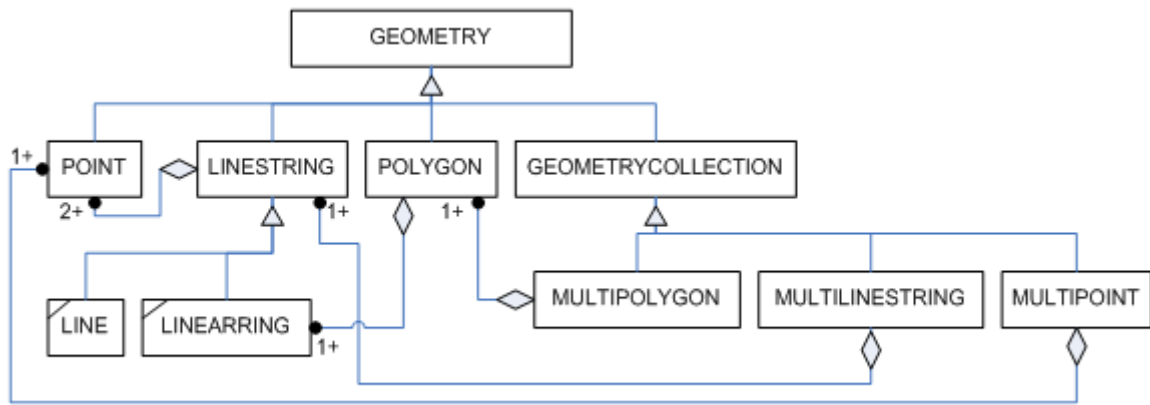 GEOMETRY
1+
POINT
LINESTRING
POLYGON
GEOMETRYCOLLECTION
2+
1+
1+
LINE
LINEARRING
MULTIPOLYGON
MULTILINESTRING
MULTIPOINT
1+